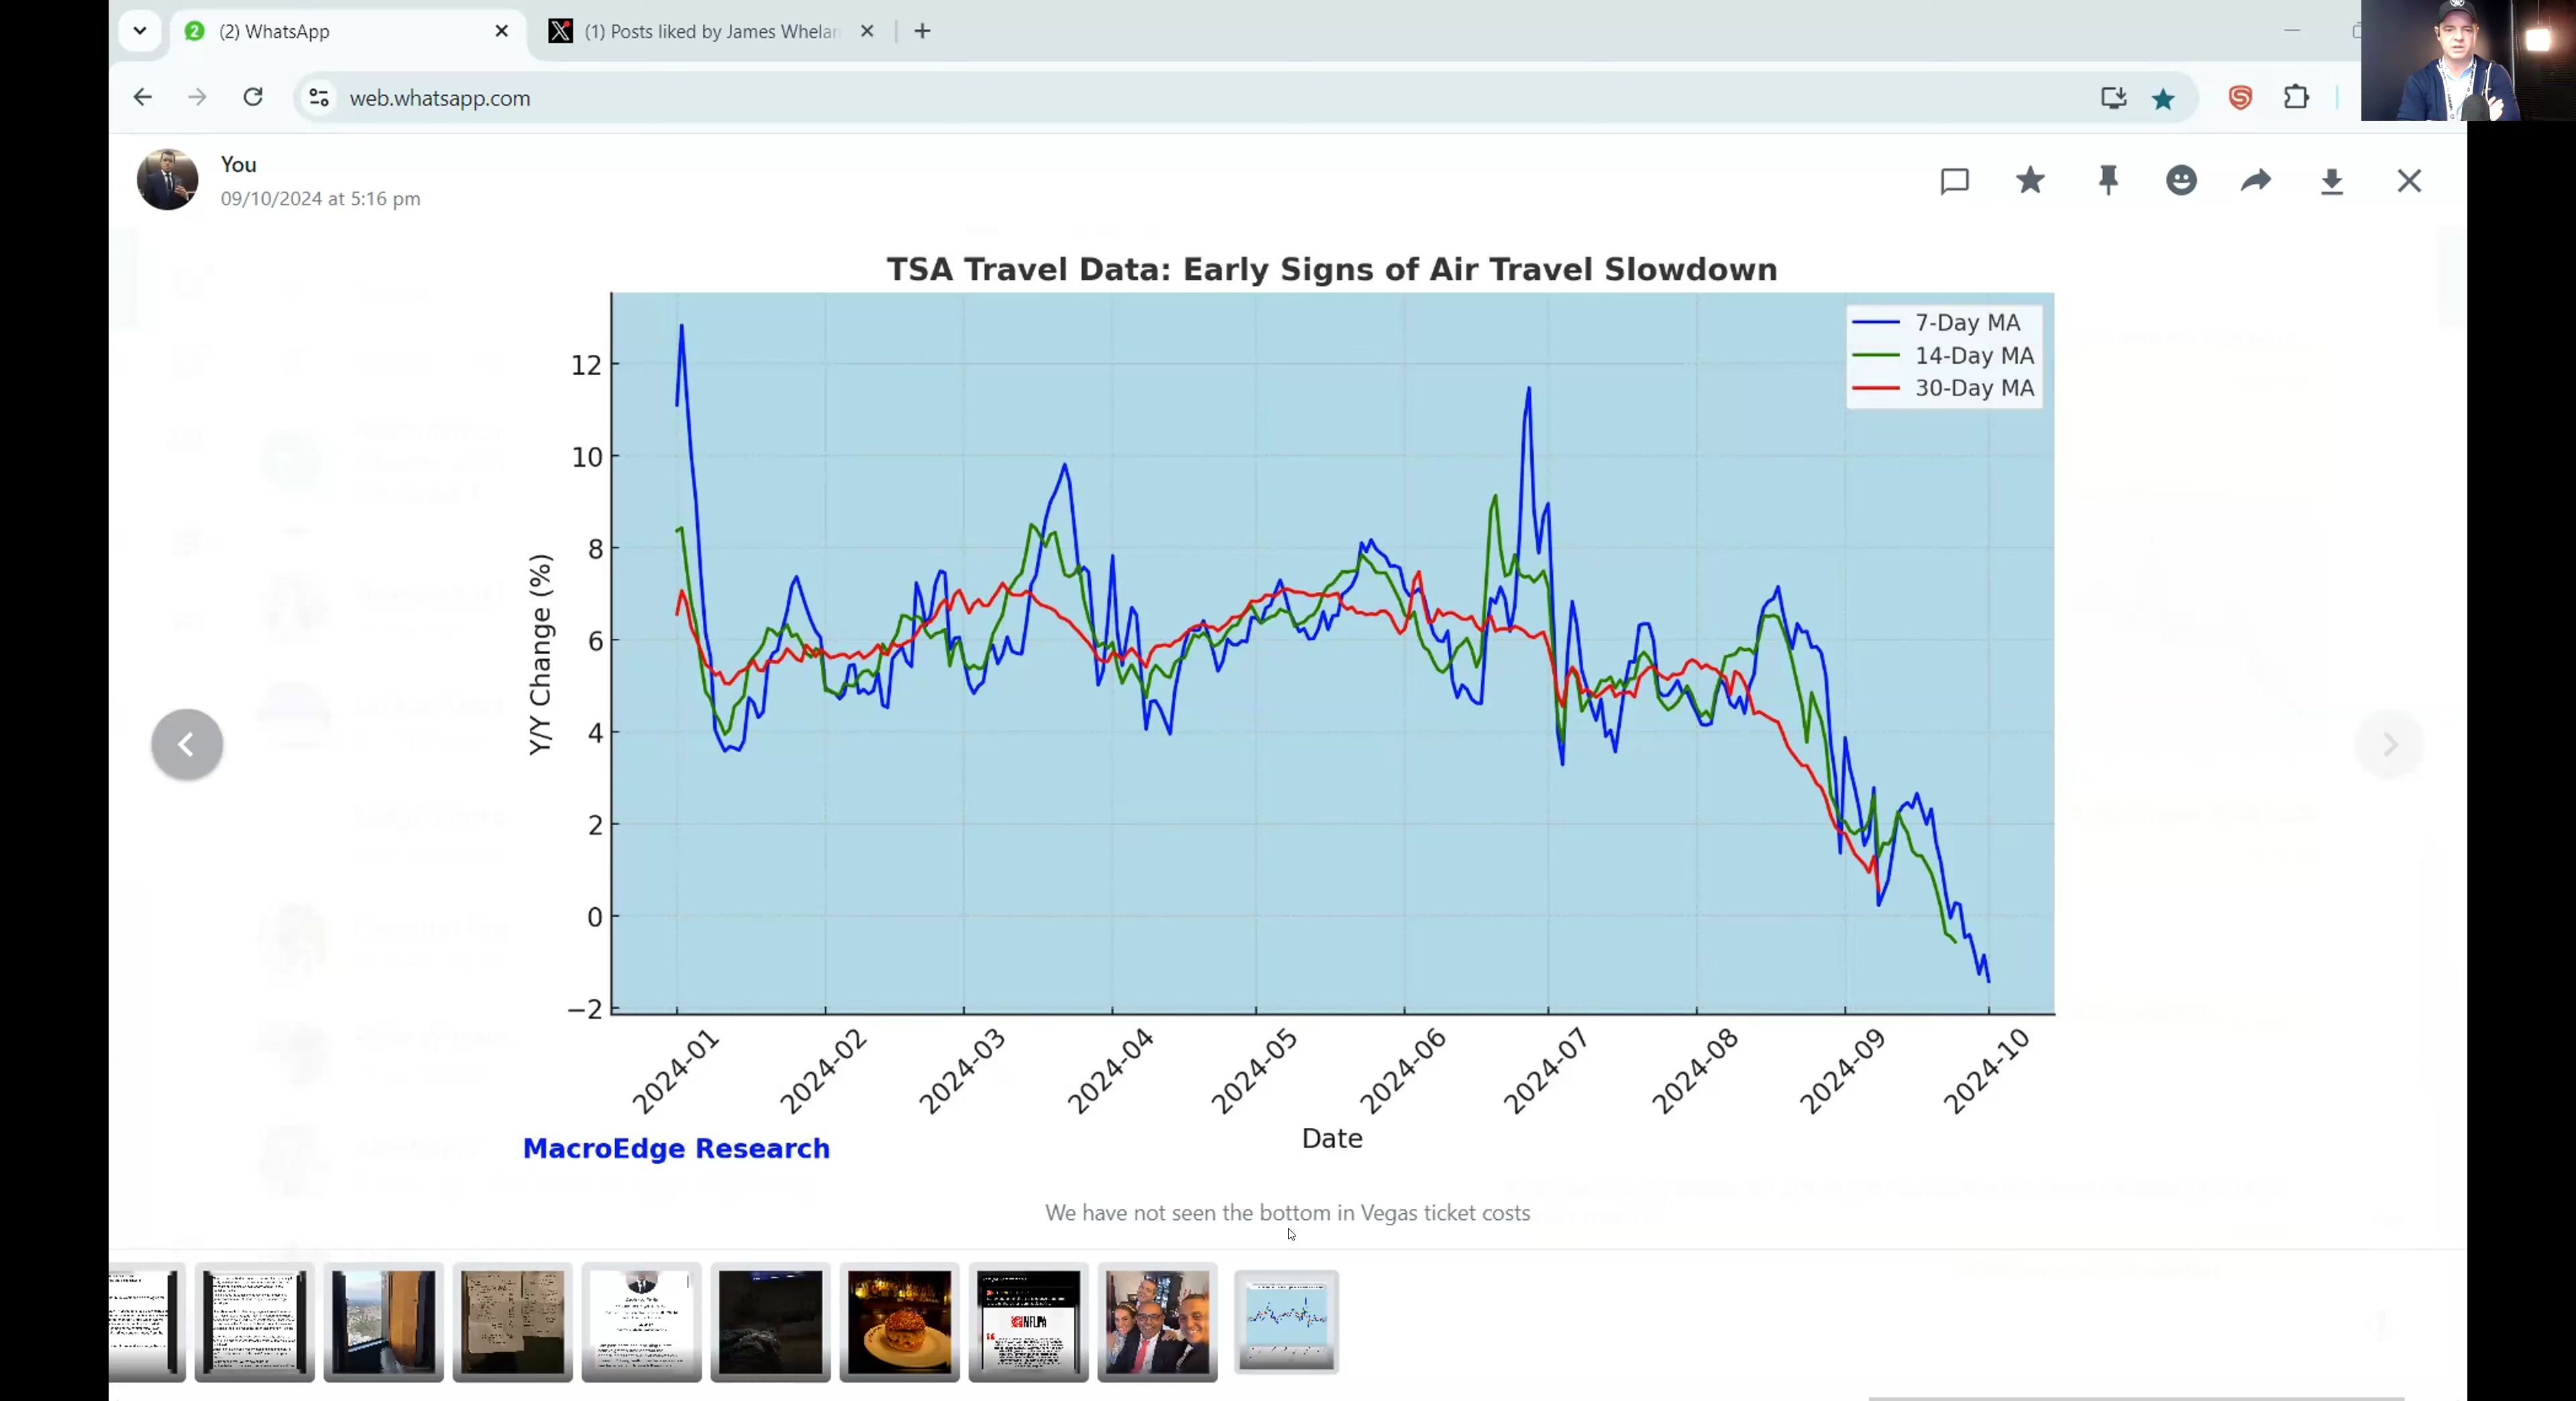 (2) WhatsApp
(1) Posts liked by James Whelan
web.whatsapp.com
You
09/10/2024 at 5:16 pm
TSA Travel Data: Early Signs of Air Travel Slowdown
7-Day MA
14-Day MA
30-Day MA
12
10
8
6
4
2
0
−2
Y/Y Change (%)
2024-01
2024-02
2024-03
2024-04
2024-05
2024-06
2024-07
2024-08
2024-09
2024-10
Date
MacroEdge Research
We have not seen the bottom in Vegas ticket costs
NFLPA